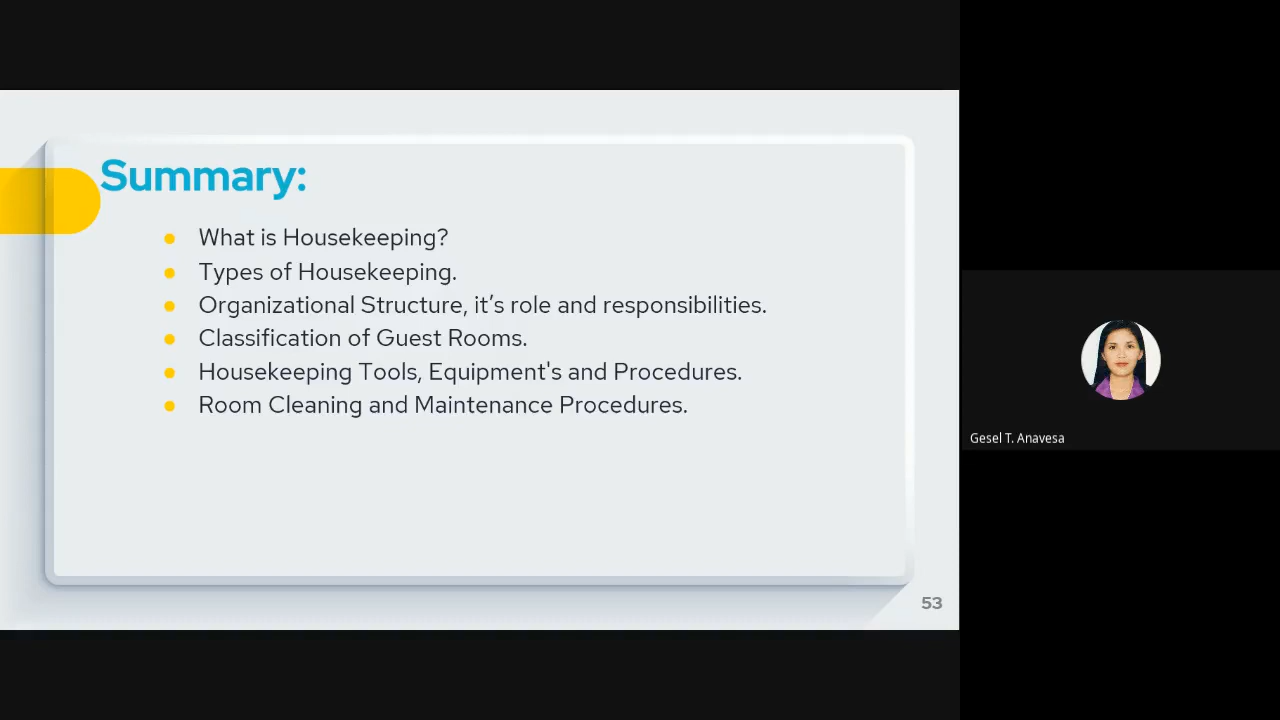 Summary:
What is Housekeeping?
Types of Housekeeping.
Organizational Structure, it’s role and responsibilities.
Classification of Guest Rooms.
Housekeeping Tools, Equipment's and Procedures.
Room Cleaning and Maintenance Procedures.
53
Gesel T. Anavesa